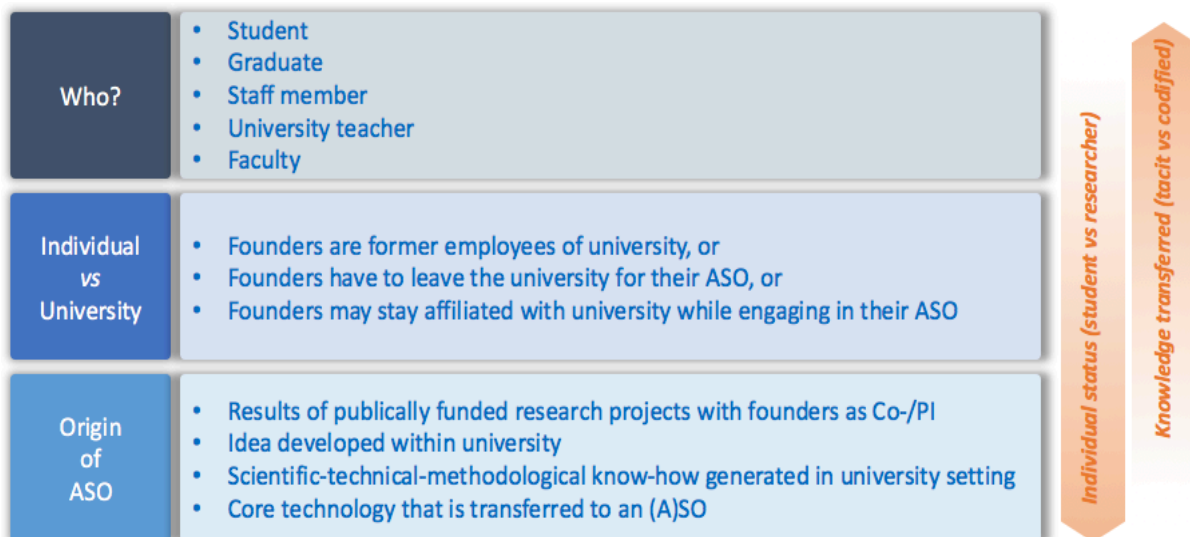 Who?
• Student
• Graduate
• Staff member
• University teacher
• Faculty
Individual
vs
University
• Founders are former employees of university, or
• Founders have to leave the university for their ASO, or
• Founders may stay affiliated with university while engaging in their ASO
Origin
of
ASO
• Results of publically funded research projects with founders as Co-/PI
• Idea developed within university
• Scientific-technical-methodological know-how generated in university setting
• Core technology that is transferred to an (A)SO
Individual status (student vs researcher)
Knowledge transferred (tacit vs codified)